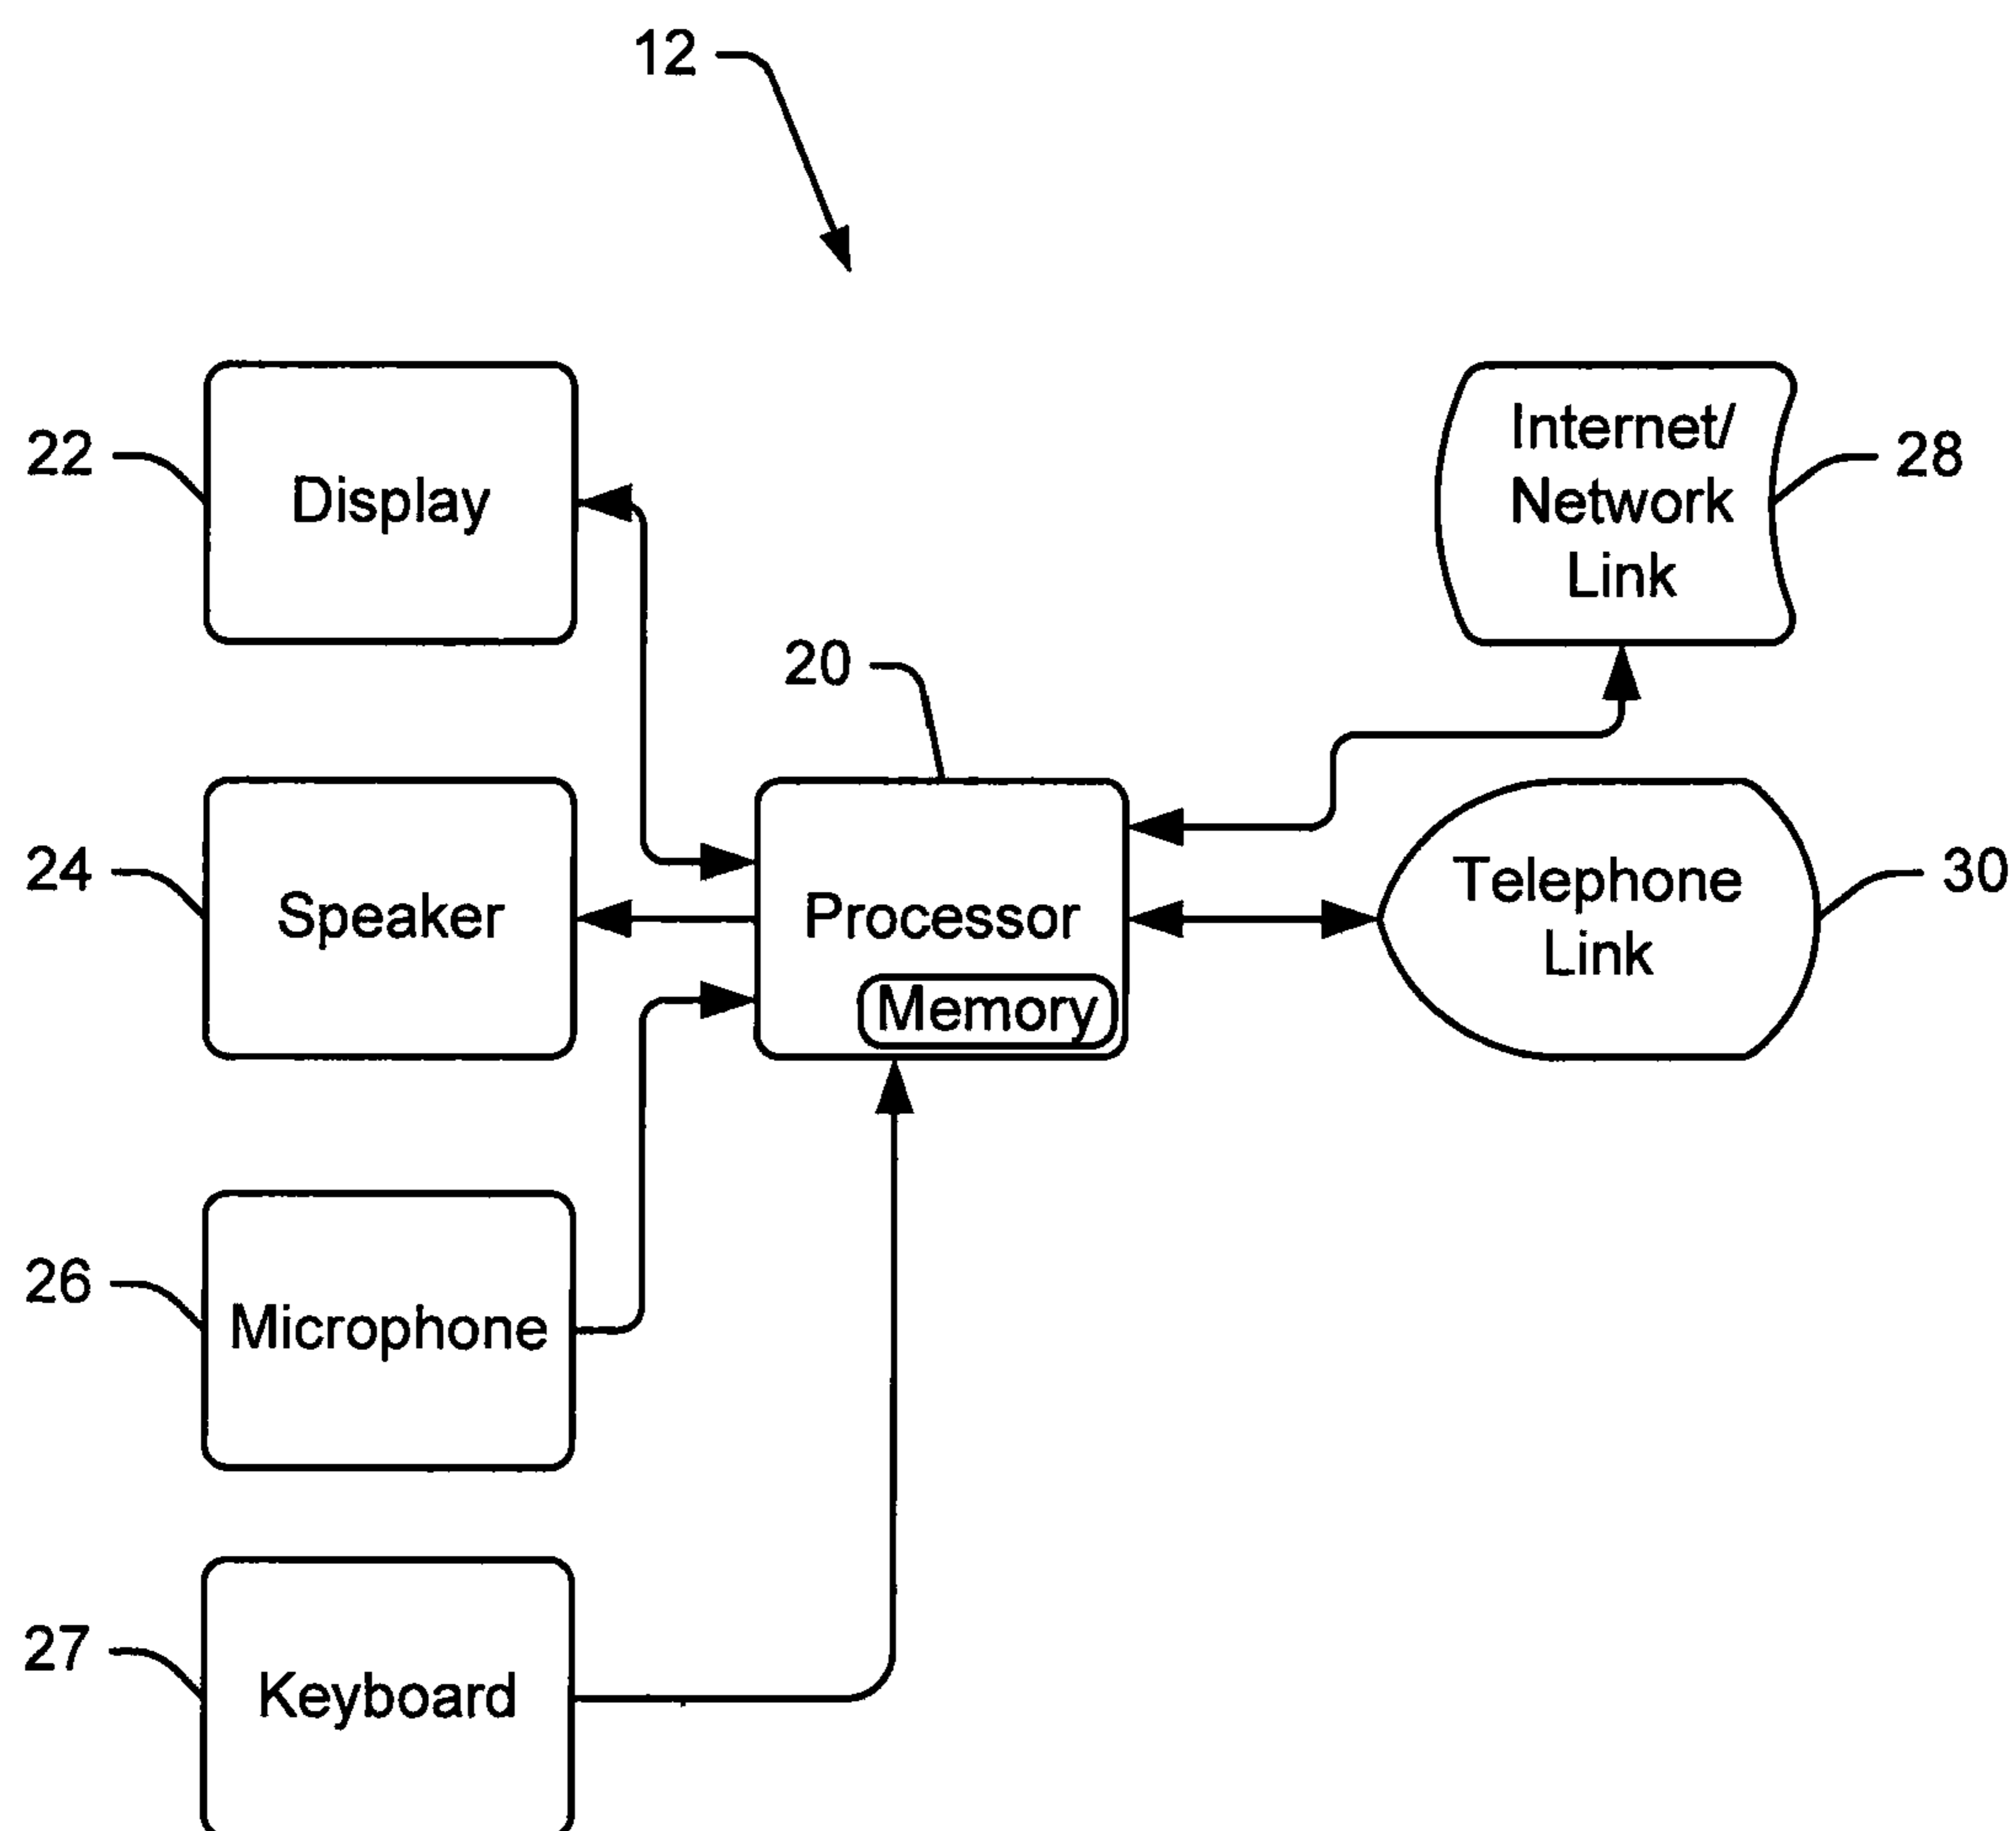 12
22
Display
Internet/
Network
Link
28
20
24
Speaker
Processor
Memory
Telephone
Link
30
26
Microphone
27
Keyboard